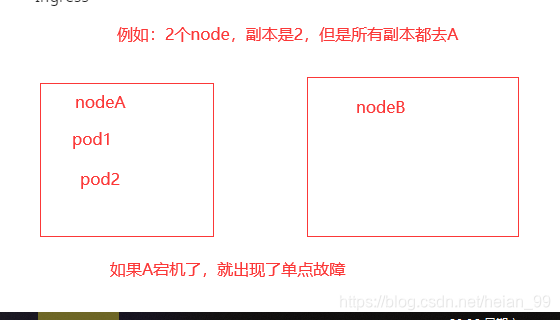 Ingress
例如：2个node，副本是2，但是所有副本都去A
nodeA
pod1
pod2
nodeB
如果A宕机了，就出现了单点故障
https://blog.csdn.net/heian_99